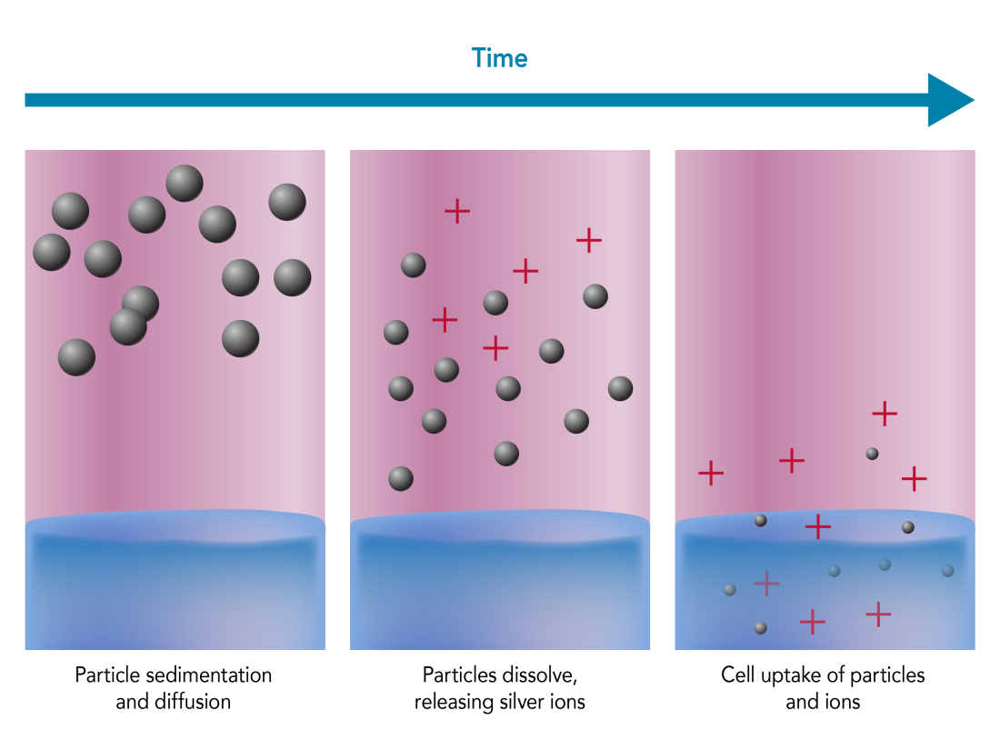 Time
Particle sedimentation
and diffusion
Particles dissolve,
releasing silver ions
Cell uptake of particles
and ions